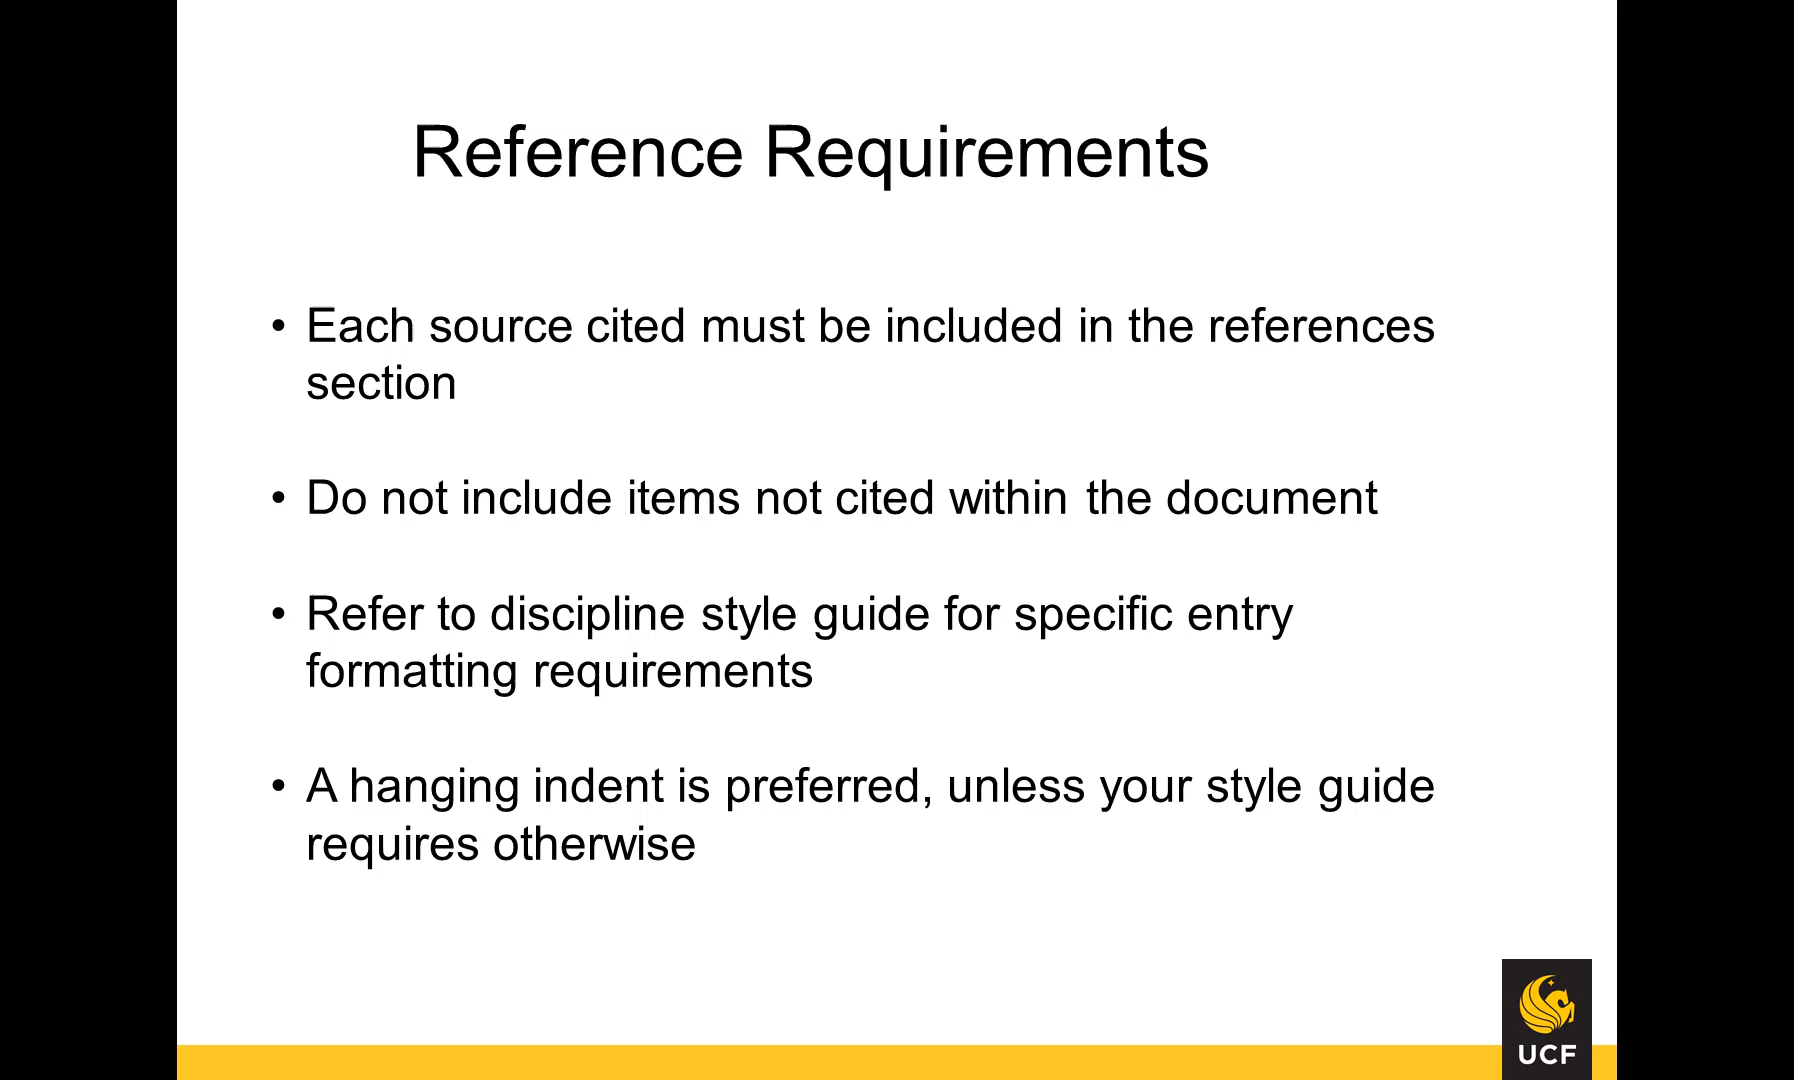 Reference Requirements
• Each source cited must be included in the references
section
• Do not include items not cited within the document
• Refer to discipline style guide for specific entry
formatting requirements
• A hanging indent is preferred, unless your style guide
requires otherwise
UCF